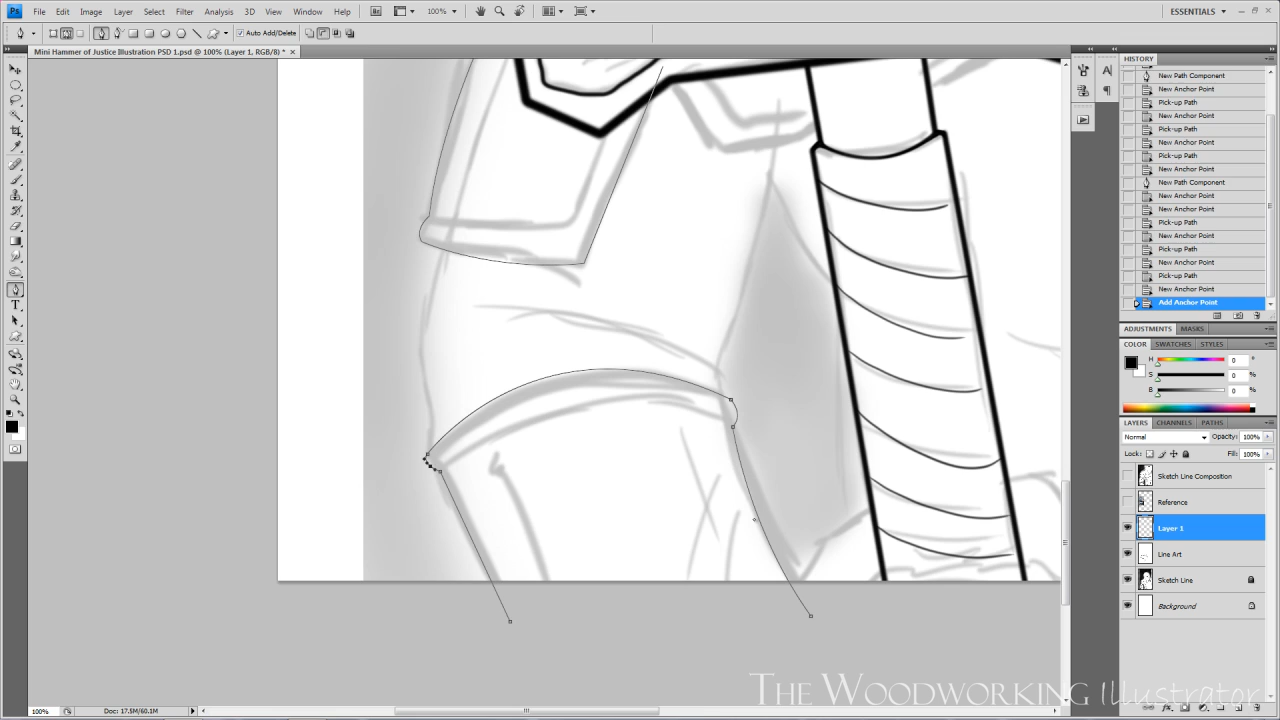 Ps File Edit Image Layer Select Filter Analysis 3D View Window Help 100% ESSENTIALS
Auto Add/Delete
Mini Hammer of Justice Illustration PSD 1.psd @ 100% (Layer 1, RGB/8) *
HISTORY
New Path Component
New Anchor Point
Pick-up Path
New Anchor Point
Pick-up Path
New Anchor Point
Pick-up Path
New Anchor Point
New Path Component
New Anchor Point
New Anchor Point
Pick-up Path
New Anchor Point
Pick-up Path
New Anchor Point
Pick-up Path
New Anchor Point
Add Anchor Point
ADJUSTMENTS MASKS
COLOR SWATCHES STYLES
H 0 °
S 0 %
B 0 %
LAYERS CHANNELS PATHS
Normal Opacity: 100%
Lock: Fill: 100%
Sketch Line Composition
Reference
Layer 1
Line Art
Sketch Line
Background
100% Doc: 17.5M/60.1M
THE WOODWORKING Illustrator